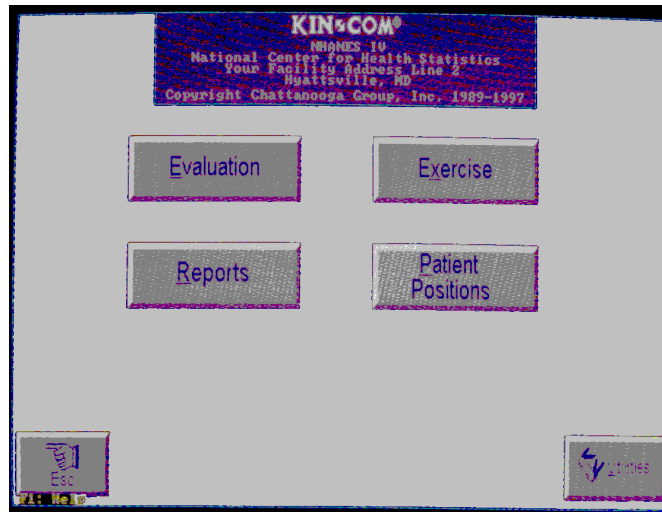 KIN•COM®
NHANES IV
National Center for Health Statistics
Your Facility Address Line 2
Hyattsville, MD
Copyright Chattanooga Group, Inc. 1989-1997
Evaluation
Exercise
Reports
Patient
Positions
Esc
Utilities
F1: Help